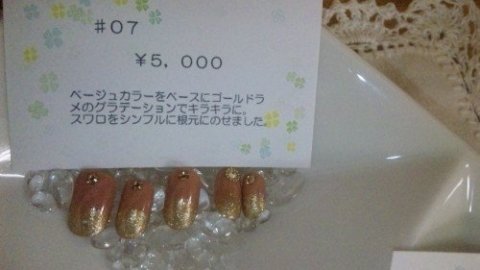 ＃０７
￥５，０００
ベージュカラーをベースにゴールドラ
メのグラデーションでキラキラに。
スワロをシンプルに根元にのせました。